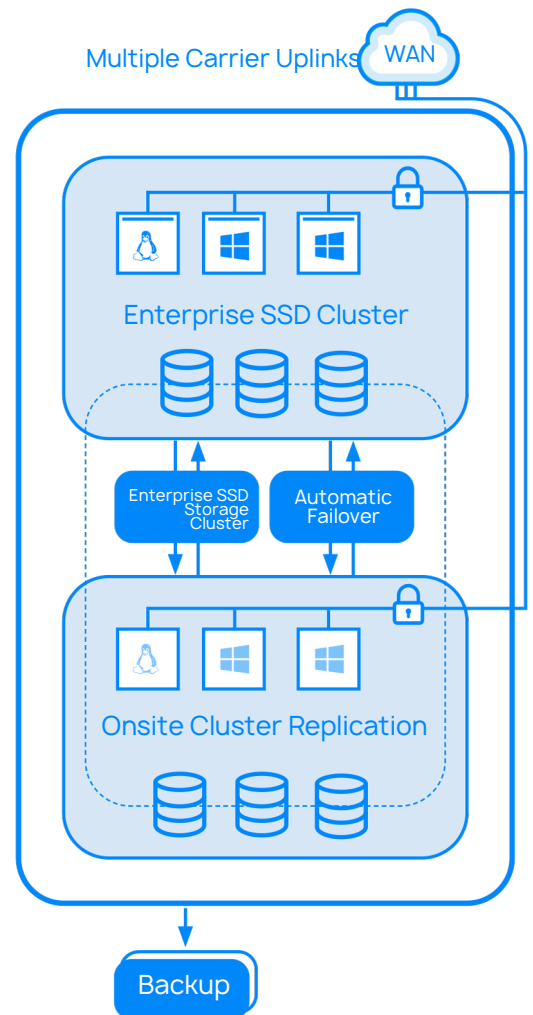 Multiple Carrier Uplinks
WAN
Enterprise SSD Cluster
Enterprise SSD
Storage
Cluster
Automatic
Failover
Onsite Cluster Replication
Backup